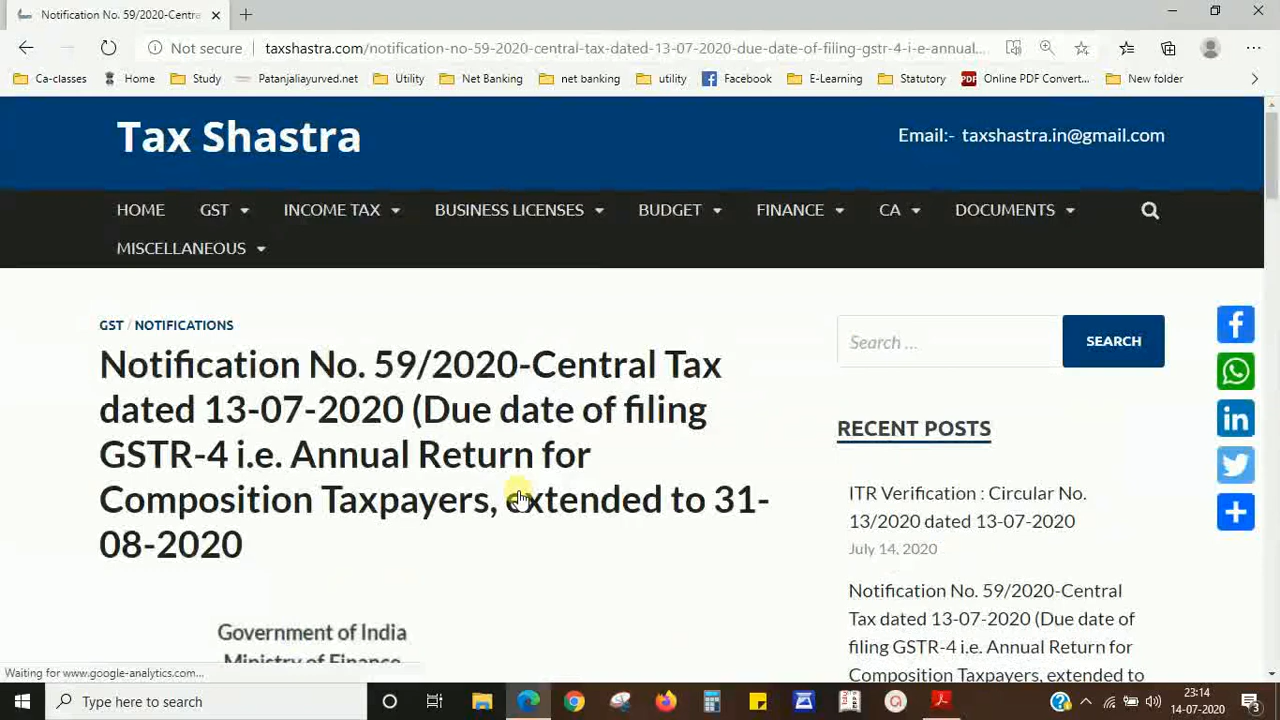 Notification No. 59/2020-Centra
Not secure
taxshastra.com/notification-no-59-2020-central-tax-dated-13-07-2020-due-date-of-filing-gstr-4-i-e-annual...
Ca-classes
Home
Study
Patanjaliayurved.net
Utility
Net Banking
net banking
utility
Facebook
E-Learning
Statutory
PDF
Online PDF Convert...
New folder
Tax Shastra
Email:- taxshastra.in@gmail.com
HOME
GST
INCOME TAX
BUSINESS LICENSES
BUDGET
FINANCE
CA
DOCUMENTS
MISCELLANEOUS
GST / NOTIFICATIONS
Notification No. 59/2020-Central Tax
dated 13-07-2020 (Due date of filing
GSTR-4 i.e. Annual Return for
Composition Taxpayers, extended to 31-
08-2020
Government of India
Ministry of Finance
Search ...
SEARCH
RECENT POSTS
ITR Verification : Circular No.
13/2020 dated 13-07-2020
July 14, 2020
Notification No. 59/2020-Central
Tax dated 13-07-2020 (Due date of
filing GSTR-4 i.e. Annual Return for
Composition Taxpayers, extended to
Waiting for www.google-analytics.com...
Type here to search
23:14
14-07-2020
3